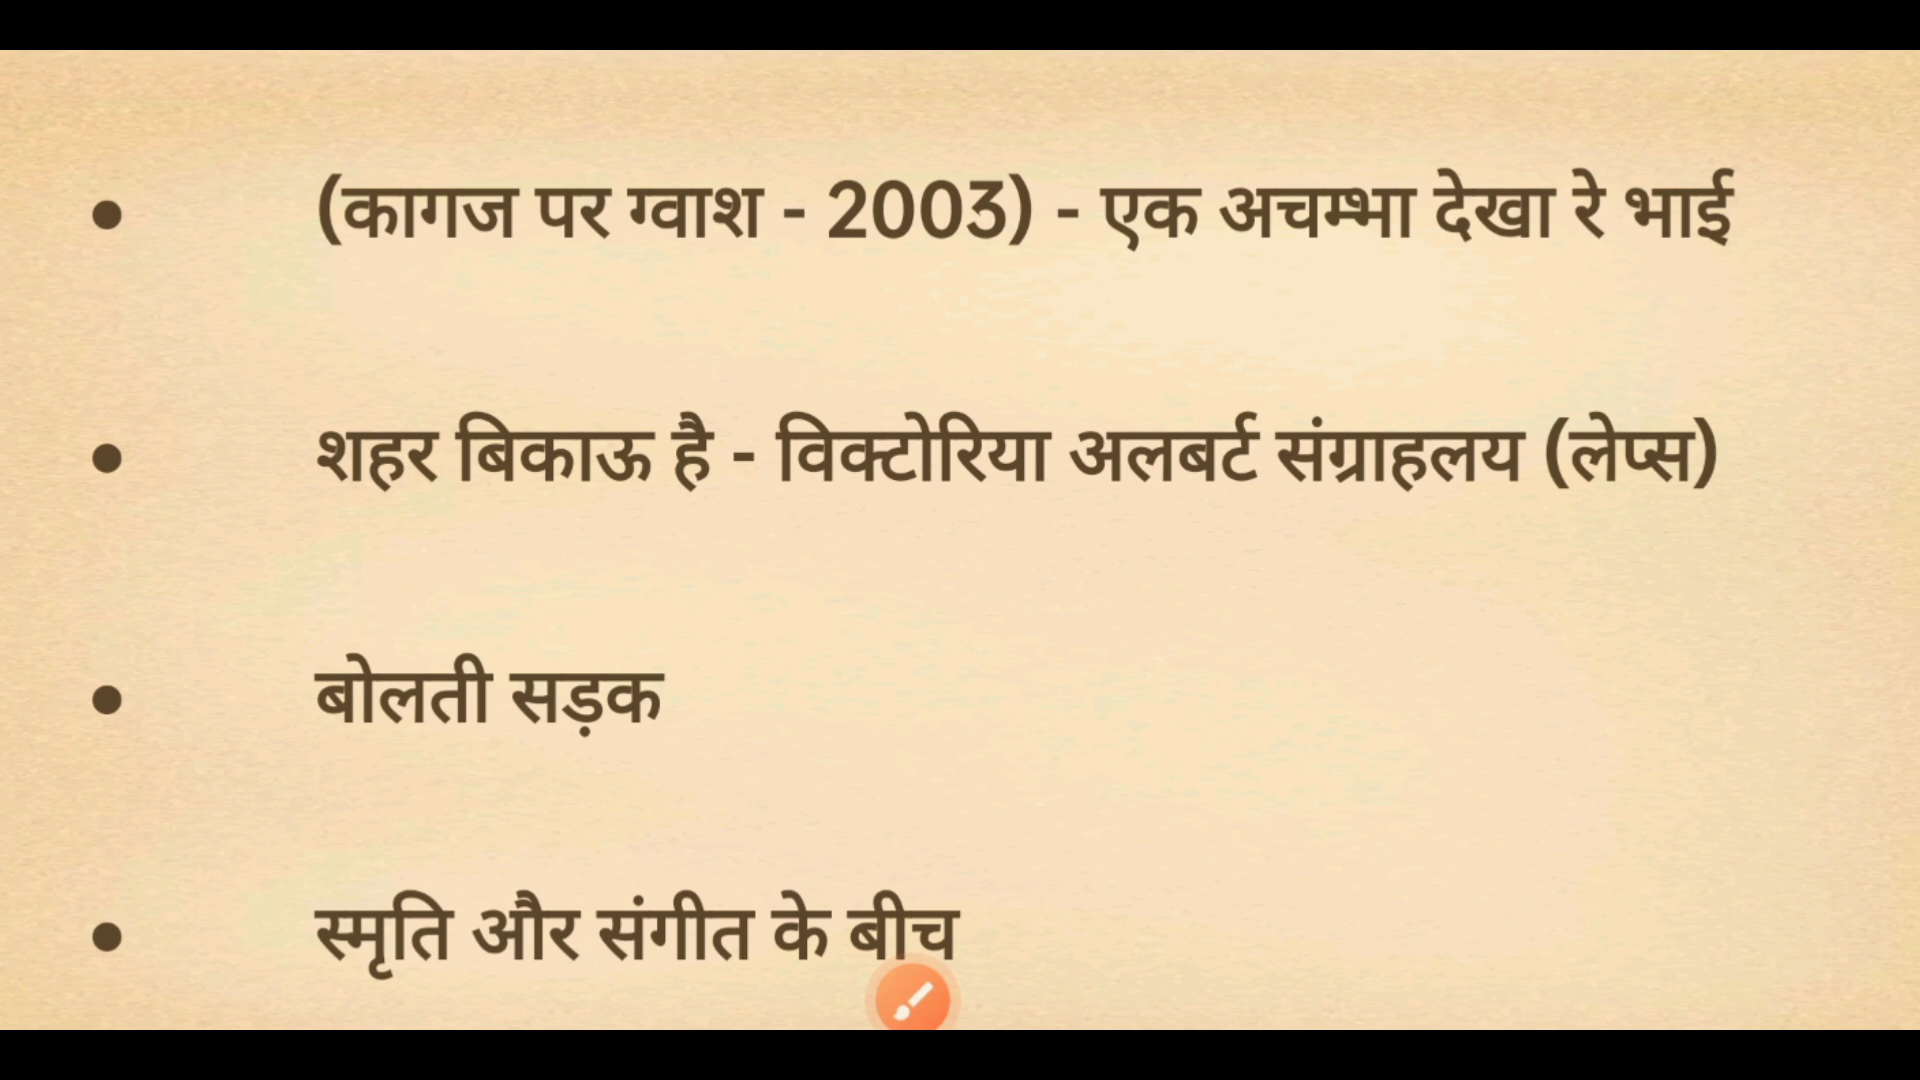 • (कागज पर ग्वाश - 2003) - एक अचम्भा देखा रे भाई
• शहर बिकाऊ है - विक्टोरिया अलबर्ट संग्राहलय (लेप्स)
• बोलती सड़क
• स्मृति और संगीत के बीच